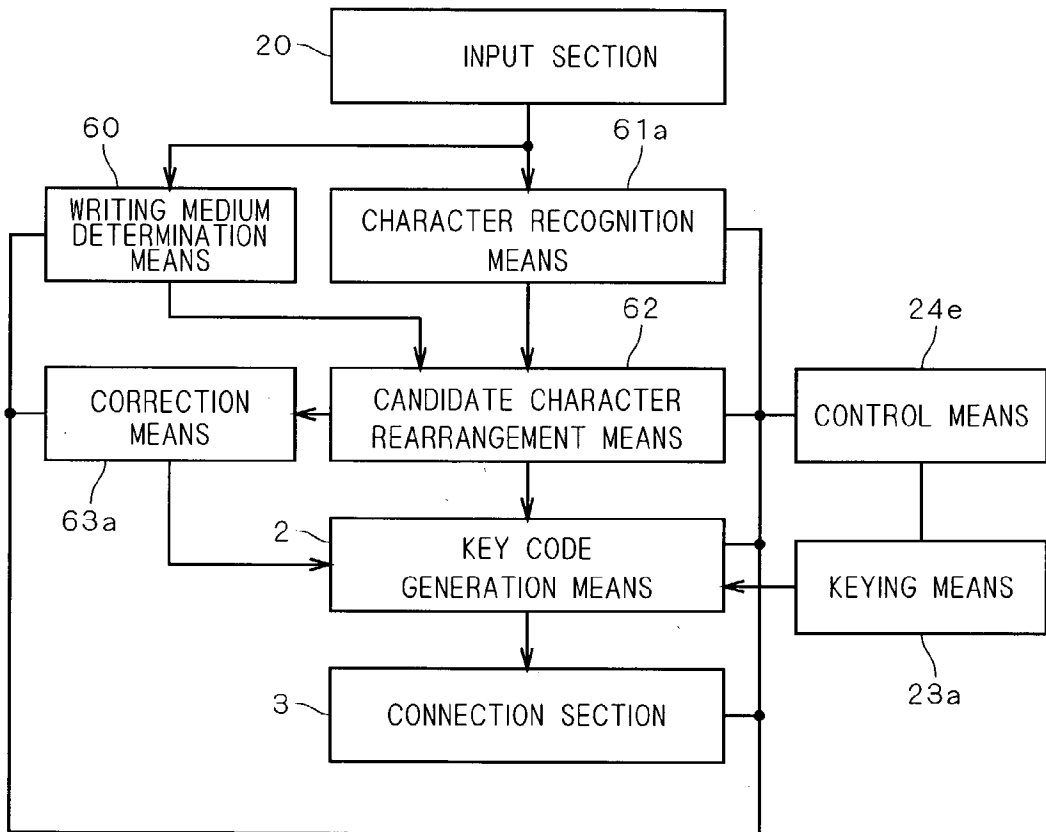 20
INPUT SECTION
60
61a
WRITING MEDIUM
DETERMINATION
MEANS
CHARACTER RECOGNITION
MEANS
62
24e
CORRECTION
MEANS
CANDIDATE CHARACTER
REARRANGEMENT MEANS
CONTROL MEANS
63a
2
KEY CODE
GENERATION MEANS
KEYING MEANS
3
CONNECTION SECTION
23a